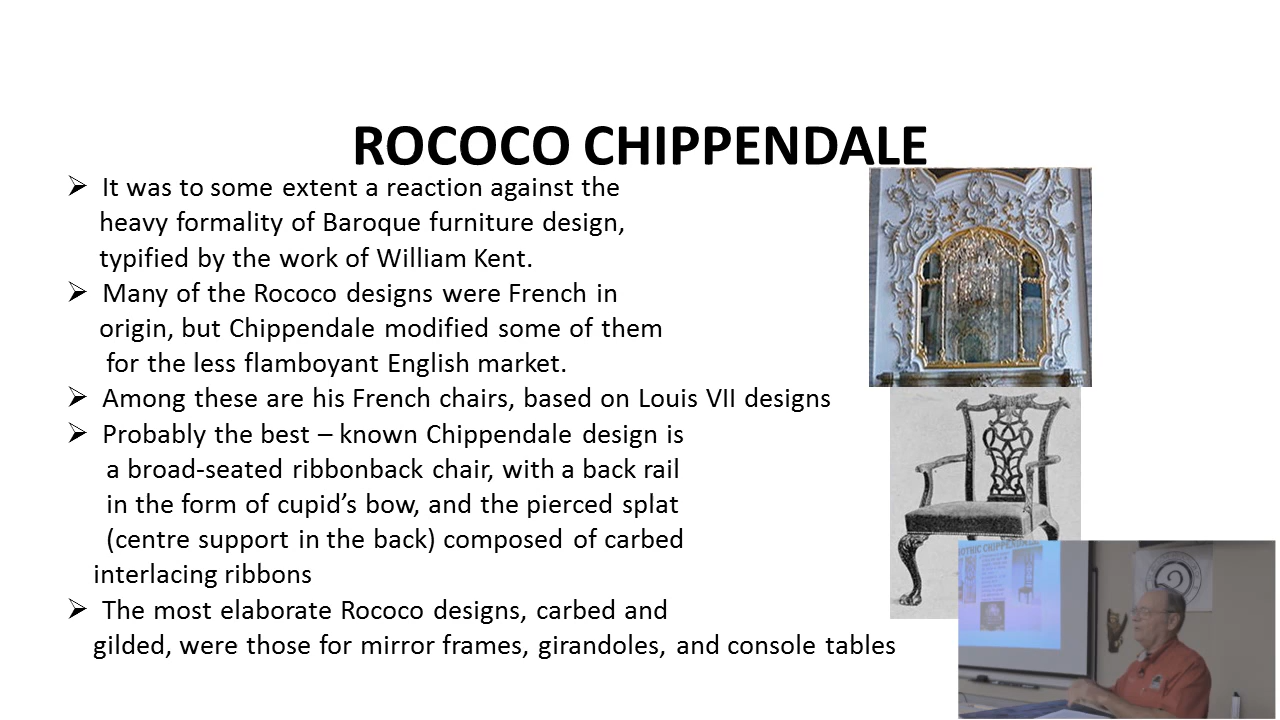 ROCOCO CHIPPENDALE
➢ It was to some extent a reaction against the
heavy formality of Baroque furniture design,
typified by the work of William Kent.
➢ Many of the Rococo designs were French in
origin, but Chippendale modified some of them
for the less flamboyant English market.
➢ Among these are his French chairs, based on Louis VII designs
➢ Probably the best – known Chippendale design is
a broad-seated ribbonback chair, with a back rail
in the form of cupid’s bow, and the pierced splat
(centre support in the back) composed of carbed
interlacing ribbons
➢ The most elaborate Rococo designs, carbed and
gilded, were those for mirror frames, girandoles, and console tables